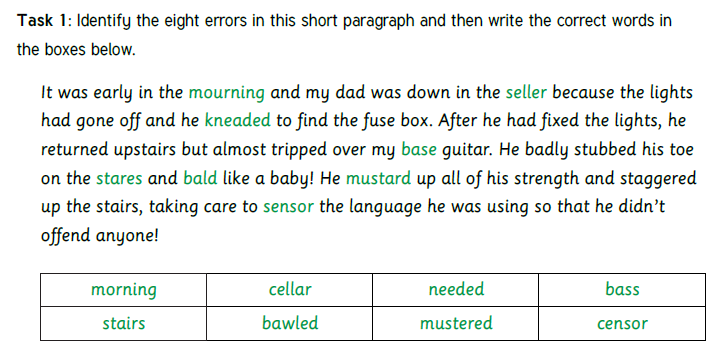 Task 1: Identify the eight errors in this short paragraph and then write the correct words in
the boxes below.
It was early in the mourning and my dad was down in the seller because the lights
had gone off and he kneaded to find the fuse box. After he had fixed the lights, he
returned upstairs but almost tripped over my base guitar. He badly stubbed his toe
on the stares and bald like a baby! He mustard up all of his strength and staggered
up the stairs, taking care to sensor the language he was using so that he didn't
offend anyone!
morning cellar needed bass
stairs bawled mustered censor